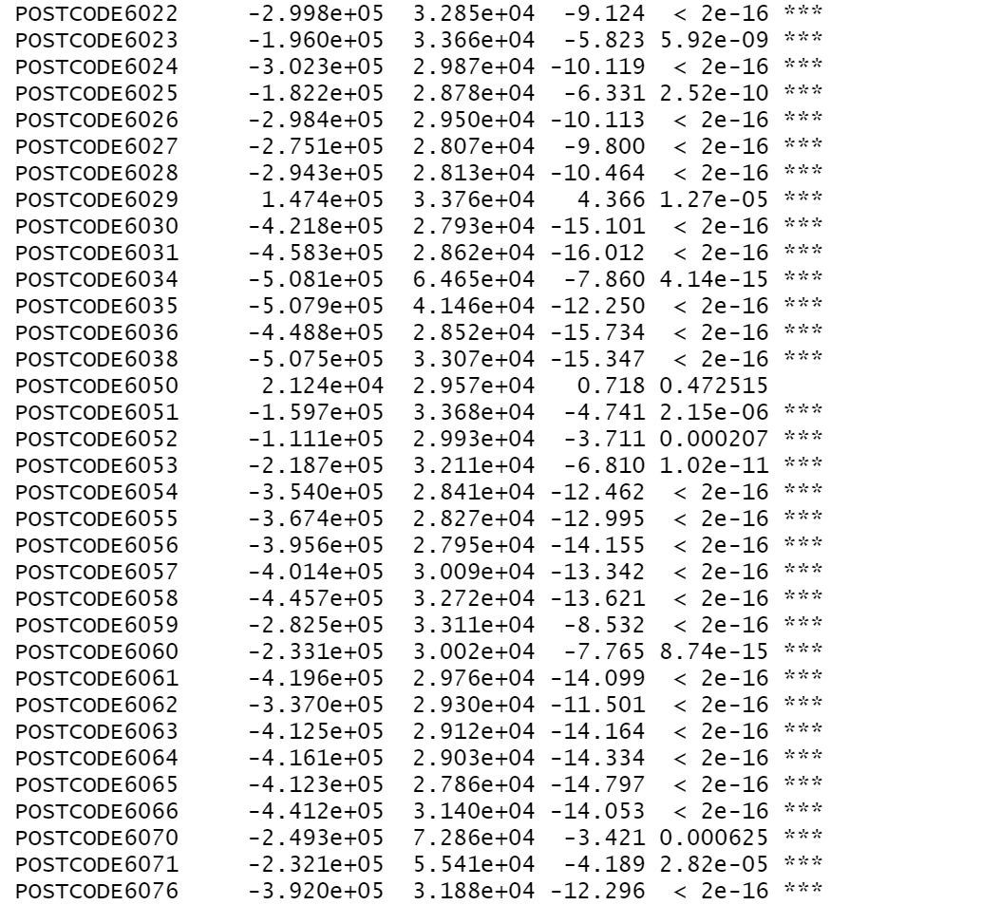 POSTCODE6022 -2.998e+05 3.285e+04 -9.124 < 2e-16 ***
POSTCODE6023 -1.960e+05 3.366e+04 -5.823 5.92e-09 ***
POSTCODE6024 -3.023e+05 2.987e+04 -10.119 < 2e-16 ***
POSTCODE6025 -1.822e+05 2.878e+04 -6.331 2.52e-10 ***
POSTCODE6026 -2.984e+05 2.950e+04 -10.113 < 2e-16 ***
POSTCODE6027 -2.751e+05 2.807e+04 -9.800 < 2e-16 ***
POSTCODE6028 -2.943e+05 2.813e+04 -10.464 < 2e-16 ***
POSTCODE6029 1.474e+05 3.376e+04 4.366 1.27e-05 ***
POSTCODE6030 -4.218e+05 2.793e+04 -15.101 < 2e-16 ***
POSTCODE6031 -4.583e+05 2.862e+04 -16.012 < 2e-16 ***
POSTCODE6034 -5.081e+05 6.465e+04 -7.860 4.14e-15 ***
POSTCODE6035 -5.079e+05 4.146e+04 -12.250 < 2e-16 ***
POSTCODE6036 -4.488e+05 2.852e+04 -15.734 < 2e-16 ***
POSTCODE6038 -5.075e+05 3.307e+04 -15.347 < 2e-16 ***
POSTCODE6050 2.124e+04 2.957e+04 0.718 0.472515
POSTCODE6051 -1.597e+05 3.368e+04 -4.741 2.15e-06 ***
POSTCODE6052 -1.111e+05 2.993e+04 -3.711 0.000207 ***
POSTCODE6053 -2.187e+05 3.211e+04 -6.810 1.02e-11 ***
POSTCODE6054 -3.540e+05 2.841e+04 -12.462 < 2e-16 ***
POSTCODE6055 -3.674e+05 2.827e+04 -12.995 < 2e-16 ***
POSTCODE6056 -3.956e+05 2.795e+04 -14.155 < 2e-16 ***
POSTCODE6057 -4.014e+05 3.009e+04 -13.342 < 2e-16 ***
POSTCODE6058 -4.457e+05 3.272e+04 -13.621 < 2e-16 ***
POSTCODE6059 -2.825e+05 3.311e+04 -8.532 < 2e-16 ***
POSTCODE6060 -2.331e+05 3.002e+04 -7.765 8.74e-15 ***
POSTCODE6061 -4.196e+05 2.976e+04 -14.099 < 2e-16 ***
POSTCODE6062 -3.370e+05 2.930e+04 -11.501 < 2e-16 ***
POSTCODE6063 -4.125e+05 2.912e+04 -14.164 < 2e-16 ***
POSTCODE6064 -4.161e+05 2.903e+04 -14.334 < 2e-16 ***
POSTCODE6065 -4.123e+05 2.786e+04 -14.797 < 2e-16 ***
POSTCODE6066 -4.412e+05 3.140e+04 -14.053 < 2e-16 ***
POSTCODE6070 -2.493e+05 7.286e+04 -3.421 0.000625 ***
POSTCODE6071 -2.321e+05 5.541e+04 -4.189 2.82e-05 ***
POSTCODE6076 -3.920e+05 3.188e+04 -12.296 < 2e-16 ***